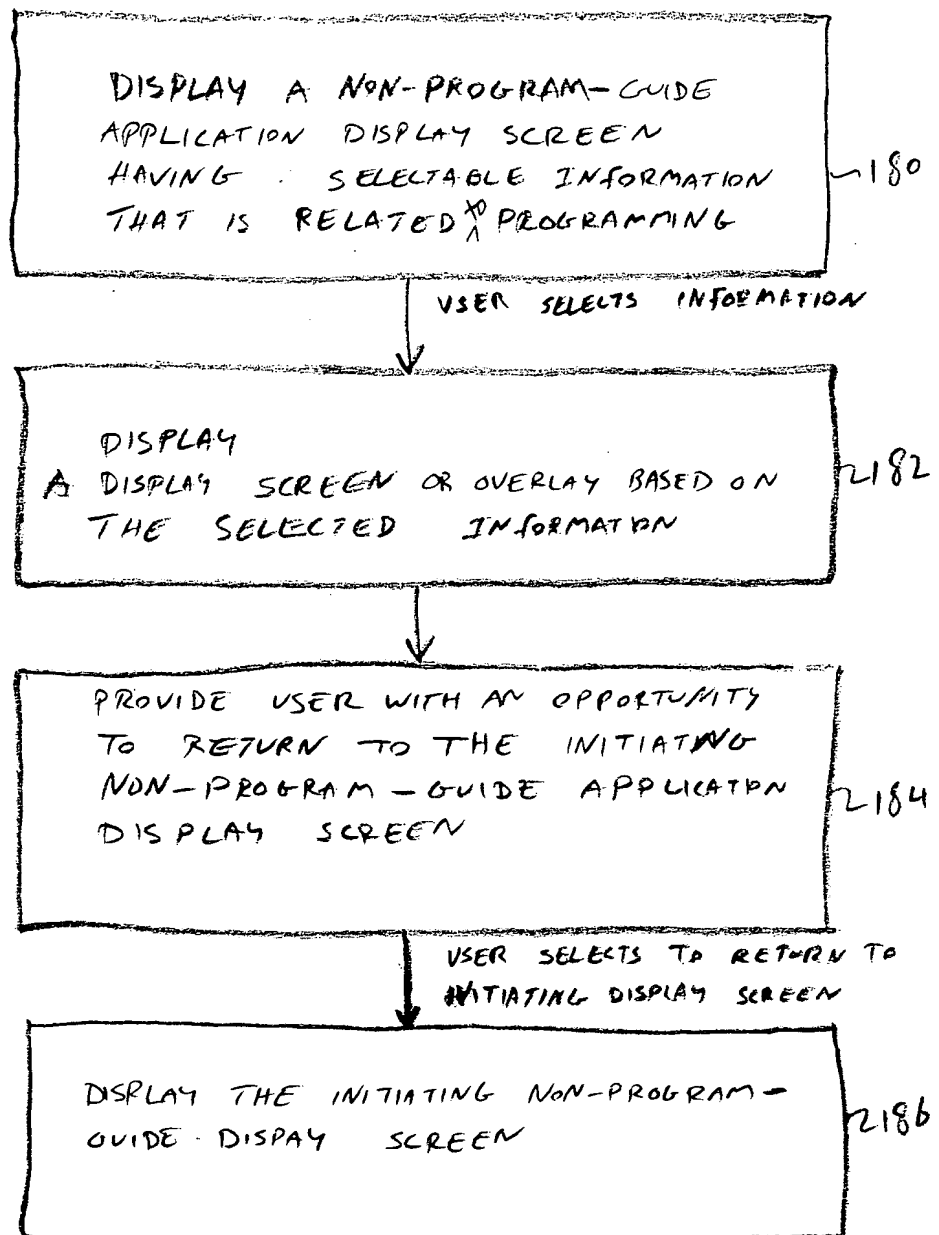 DISPLAY A NON-PROGRAM-GUIDE
APPLICATION DISPLAY SCREEN
HAVING SELECTABLE INFORMATION
THAT IS RELATED TO PROGRAMMING
180
USER SELECTS INFORMATION
DISPLAY
A DISPLAY SCREEN OR OVERLAY BASED ON
THE SELECTED INFORMATION
182
PROVIDE USER WITH AN OPPORTUNITY
TO RETURN TO THE INITIATING
NON-PROGRAM-GUIDE APPLICATION
DISPLAY SCREEN
184
USER SELECTS TO RETURN TO
INITIATING DISPLAY SCREEN
DISPLAY THE INITIATING NON-PROGRAM-
GUIDE DISPAY SCREEN
186